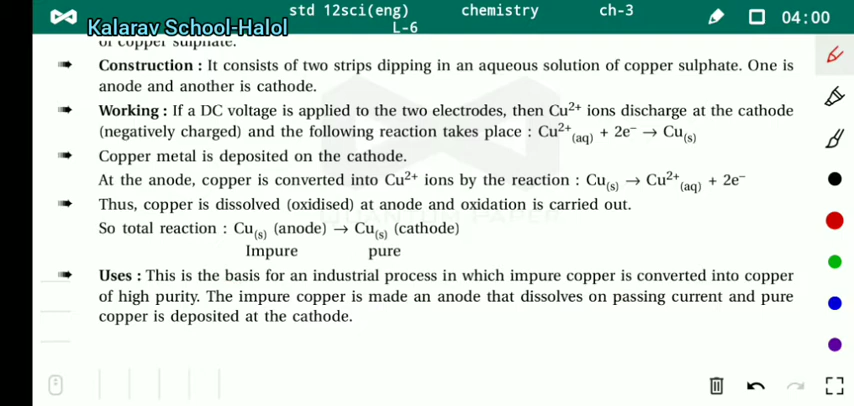 std 12sci(eng) chemistry ch-3
Kalarav School-Halol L-6
04:00
of copper sulphate.
Construction : It consists of two strips dipping in an aqueous solution of copper sulphate. One is
anode and another is cathode.
Working : If a DC voltage is applied to the two electrodes, then Cu²⁺ ions discharge at the cathode
(negatively charged) and the following reaction takes place : Cu²⁺(aq) + 2e⁻ → Cu(s)
Copper metal is deposited on the cathode.
At the anode, copper is converted into Cu²⁺ ions by the reaction : Cu(s) → Cu²⁺(aq) + 2e⁻
Thus, copper is dissolved (oxidised) at anode and oxidation is carried out.
So total reaction : Cu(s) (anode) → Cu(s) (cathode)
Impure pure
Uses : This is the basis for an industrial process in which impure copper is converted into copper
of high purity. The impure copper is made an anode that dissolves on passing current and pure
copper is deposited at the cathode.